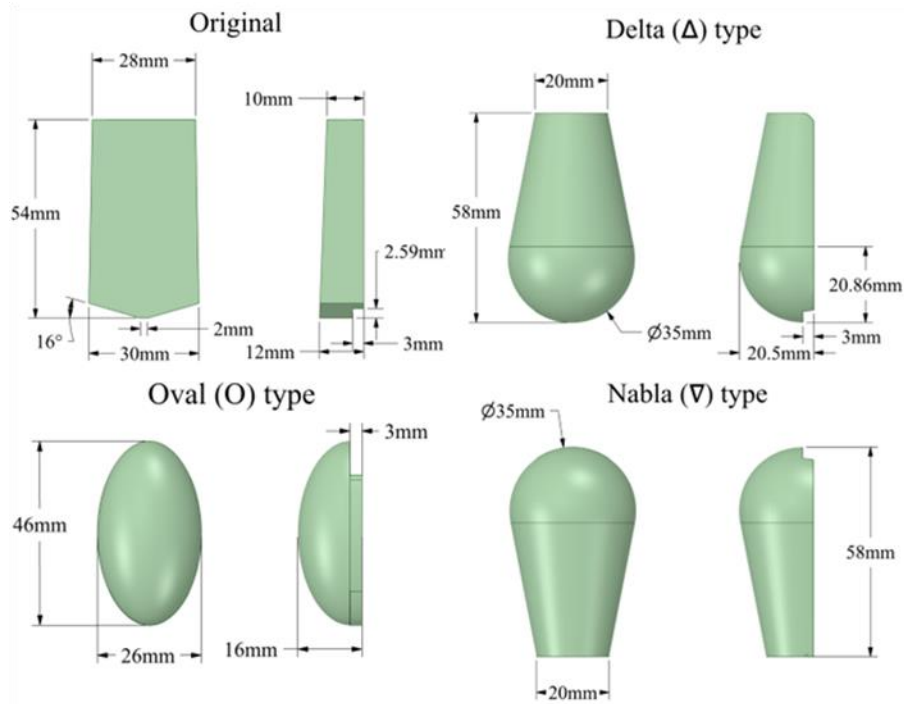 Original
Delta (Δ) type
28mm
10mm
20mm
54mm
58mm
2.59mm
20.86mm
16°
2mm
Ø35mm
3mm
30mm
12mm
3mm
20.5mm
Oval (O) type
Nabla (∇) type
Ø35mm
3mm
46mm
58mm
26mm
16mm
20mm